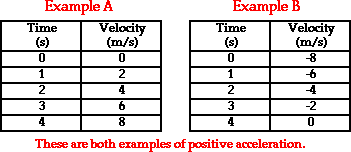 Example A Example B
Time Velocity Time Velocity
(s) (m/s) (s) (m/s)
0 0 0 -8
1 2 1 -6
2 4 2 -4
3 6 3 -2
4 8 4 0
These are both examples of positive acceleration.